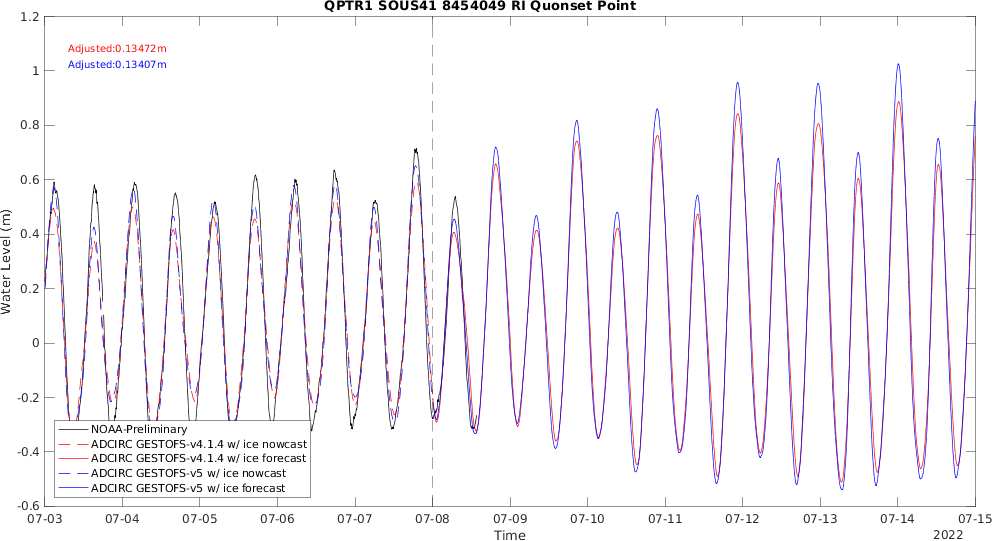 QPTR1 SOUS41 8454049 RI Quonset Point
1.2
1
0.8
0.6
0.4
0.2
0
-0.2
-0.4
-0.6
Water Level (m)
Adjusted:0.13472m
Adjusted:0.13407m
NOAA-Preliminary
ADCIRC GESTOFS-v4.1.4 w/ ice nowcast
ADCIRC GESTOFS-v4.1.4 w/ ice forecast
ADCIRC GESTOFS-v5 w/ ice nowcast
ADCIRC GESTOFS-v5 w/ ice forecast
07-03 07-04 07-05 07-06 07-07 07-08 07-09 07-10 07-11 07-12 07-13 07-14 07-15
Time
2022